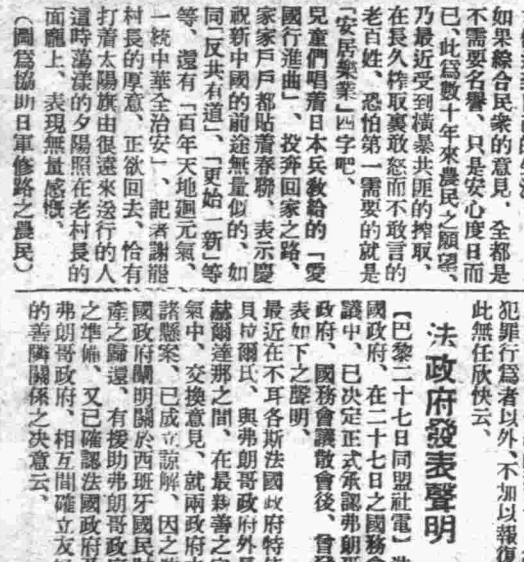 如果綜合民衆的意見、全都是
不需要名譽、只是安心度日而
已、此爲數十年來農民之願望、
乃最近受到橫暴共匪的搾取、
在長久搾取裏敢怒而不敢言的
老百姓、恐怕第一需要的就是
「安居樂業」四字吧、
兒童們唱着日本兵敎給的「愛
國行進曲」、投奔回家之路、
家家戶戶都貼着春聯、表示慶
祝新中國的前途無量似的、如
同「反共有道」、「更始一新」等
等、還有「百年天地廻元氣、
一統中華全治安」、記者謝罷
村長的厚意、正欲回去、恰有
打着太陽旗由很遠來送行的人
這時蕩漾的夕陽照在老村長的
面龐上、表現無量感慨、
（圖爲協助日軍修路之農民）
犯罪行爲者以外、不加以報復
此無任欣快云、
法政府發表聲明
【巴黎二十七日同盟社電】
國政府、在二十七日之國務會
議中、已決定正式承認弗朗哥
政府、國務會議散會後、曾發
表如下之聲明、
最近在不耳各斯法國政府特使
貝拉爾氏、與弗朗哥政府外長
赫爾達那之間、在最親善之空
氣中、交換意見、就兩政府
諸懸案、已成立諒解、因之
國政府闡明關於西班牙國民財
產之歸還、有援助弗朗哥政府
之準備、又已確認法國政府及
弗朗哥政府、相互間確立友好
的善隣關係之決意云、